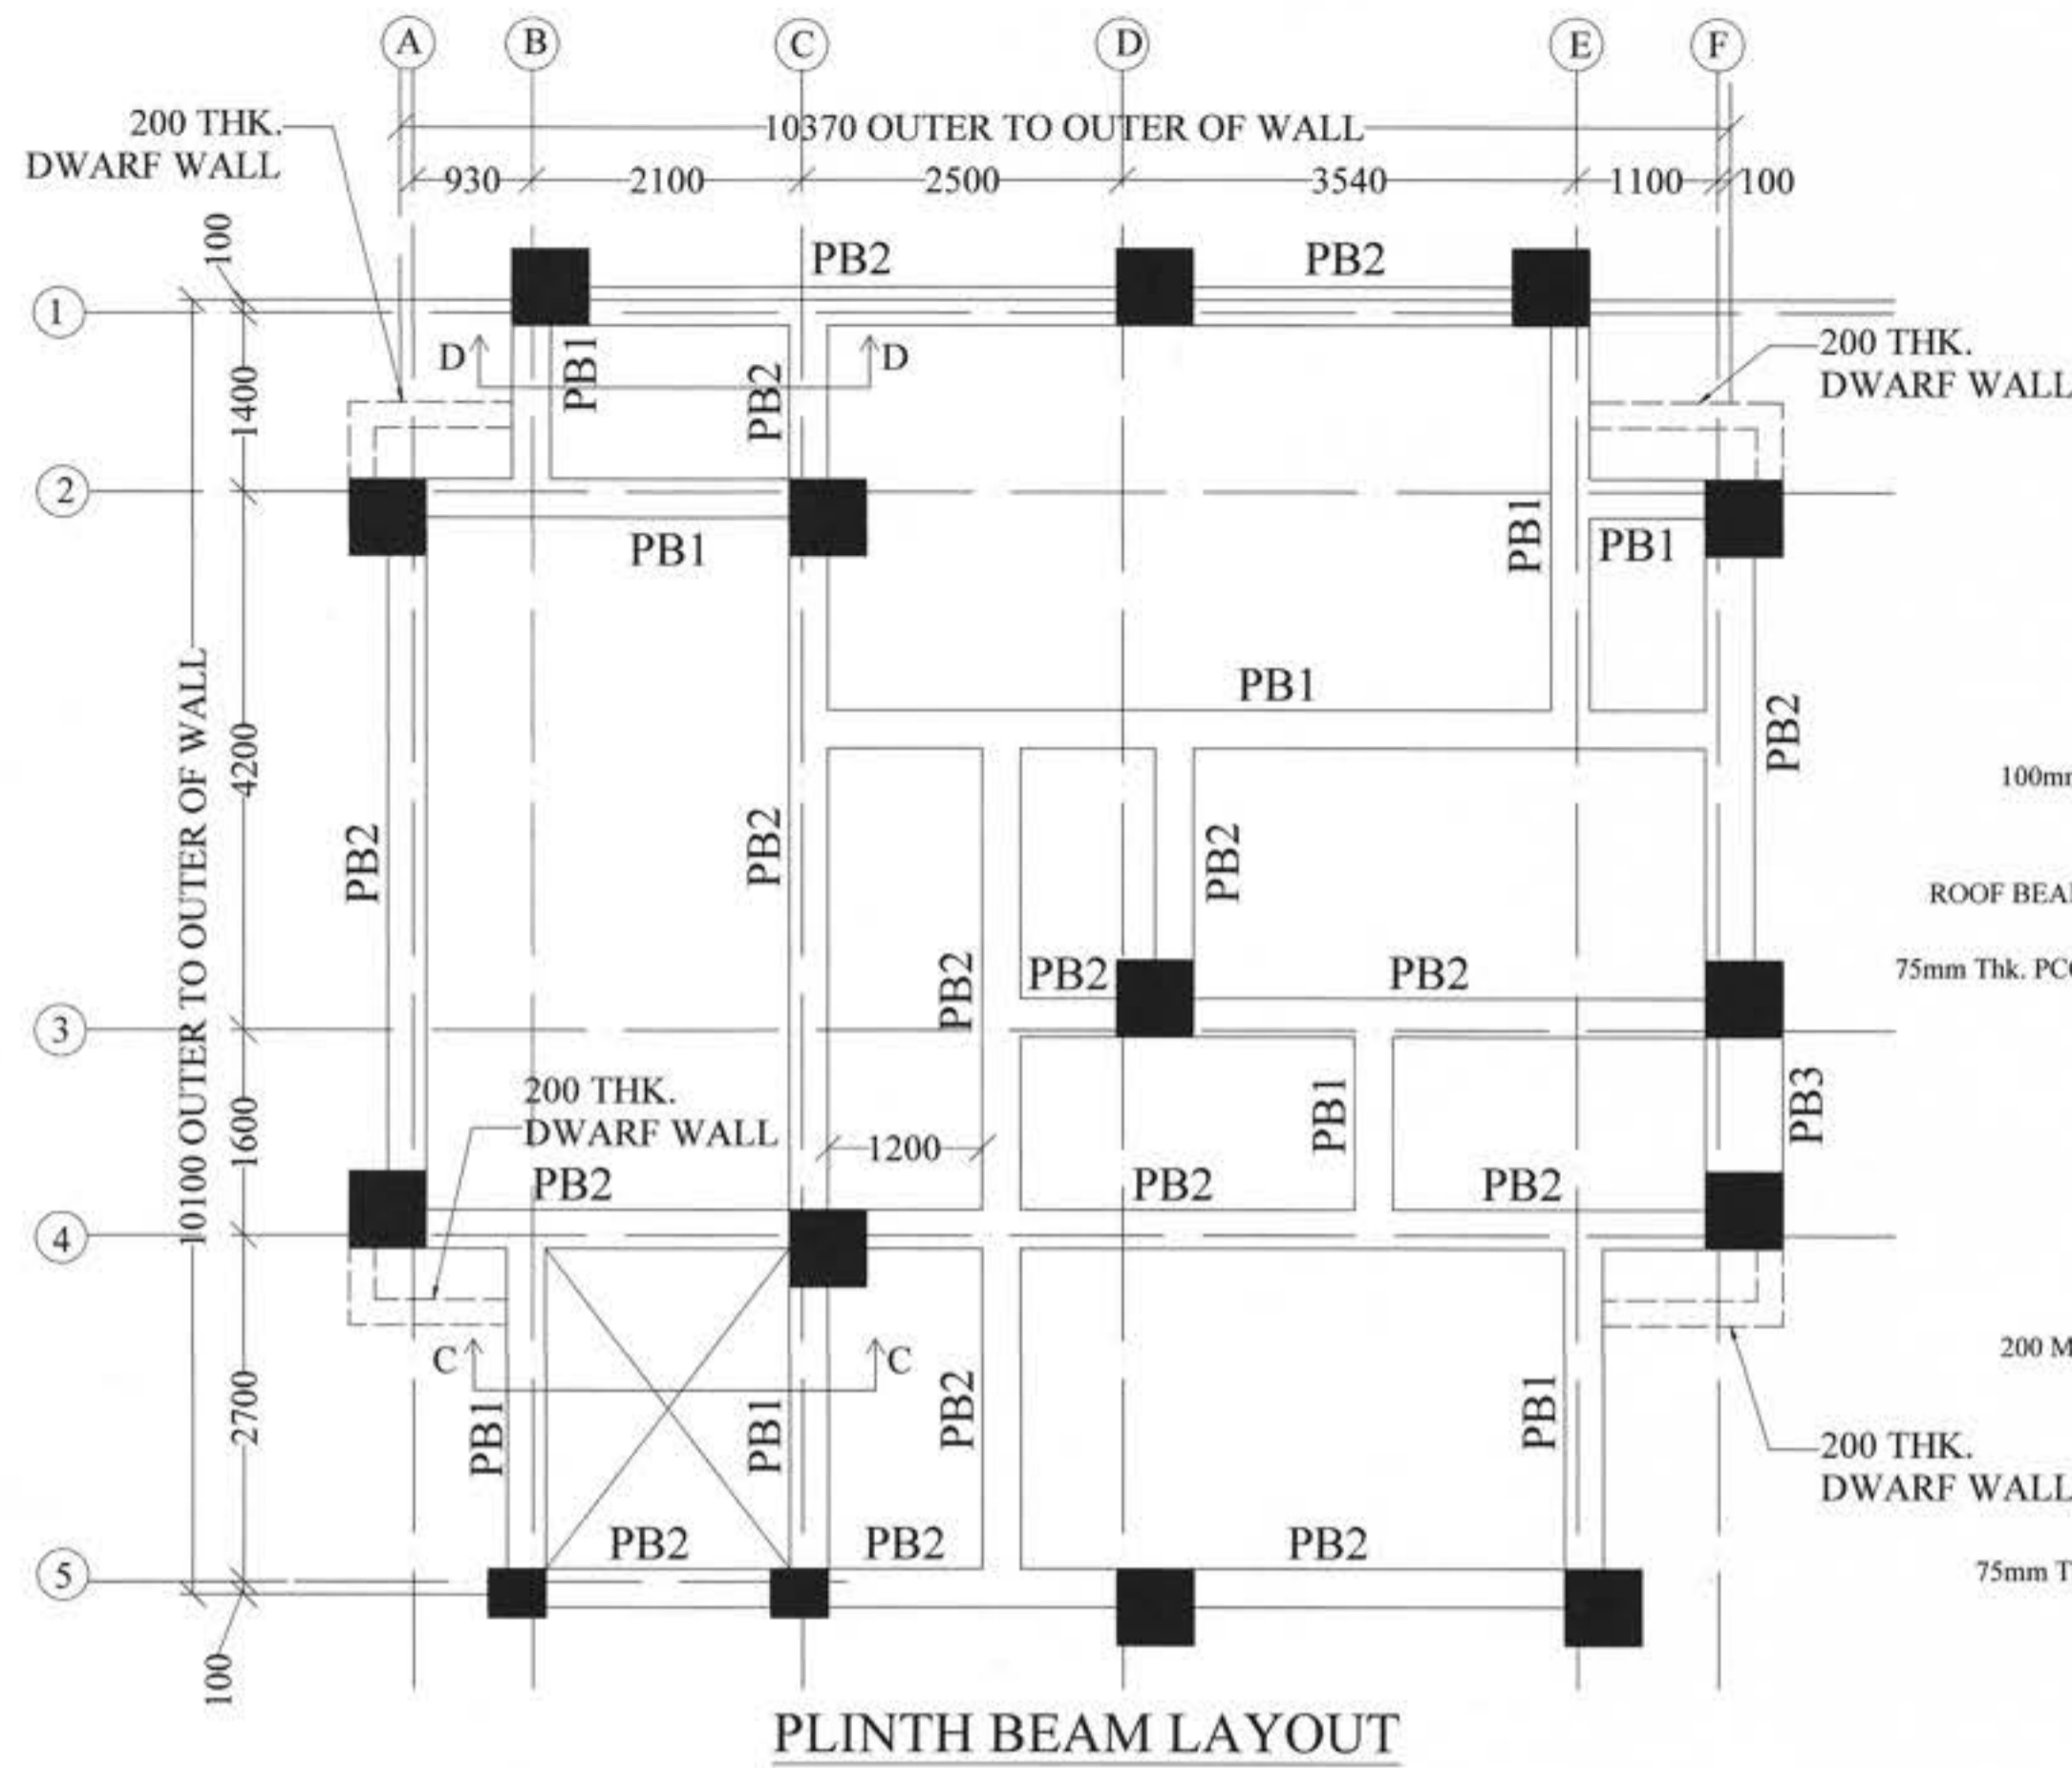 A B C D E F
200 THK.
DWARF WALL
10370 OUTER TO OUTER OF WALL
930 2100 2500 3540 1100 100
100
PB2 PB2
1
D D
PB1
PB2
200 THK.
DWARF WALL
1400
2
PB1
PB1
PB1
PB1
4200
10100 OUTER TO OUTER OF WALL
PB2
PB2
PB2
PB2
PB2
PB2 PB2
100mm
ROOF BEA
75mm Thk. PC
3
200 THK.
DWARF WALL
1600
1200
PB1
PB3
PB2 PB2 PB2
4
200 M
C C
2700
PB1
PB1
PB2
PB1
200 THK.
DWARF WALL
PB2 PB2 PB2
75mm T
5
100
PLINTH BEAM LAYOUT